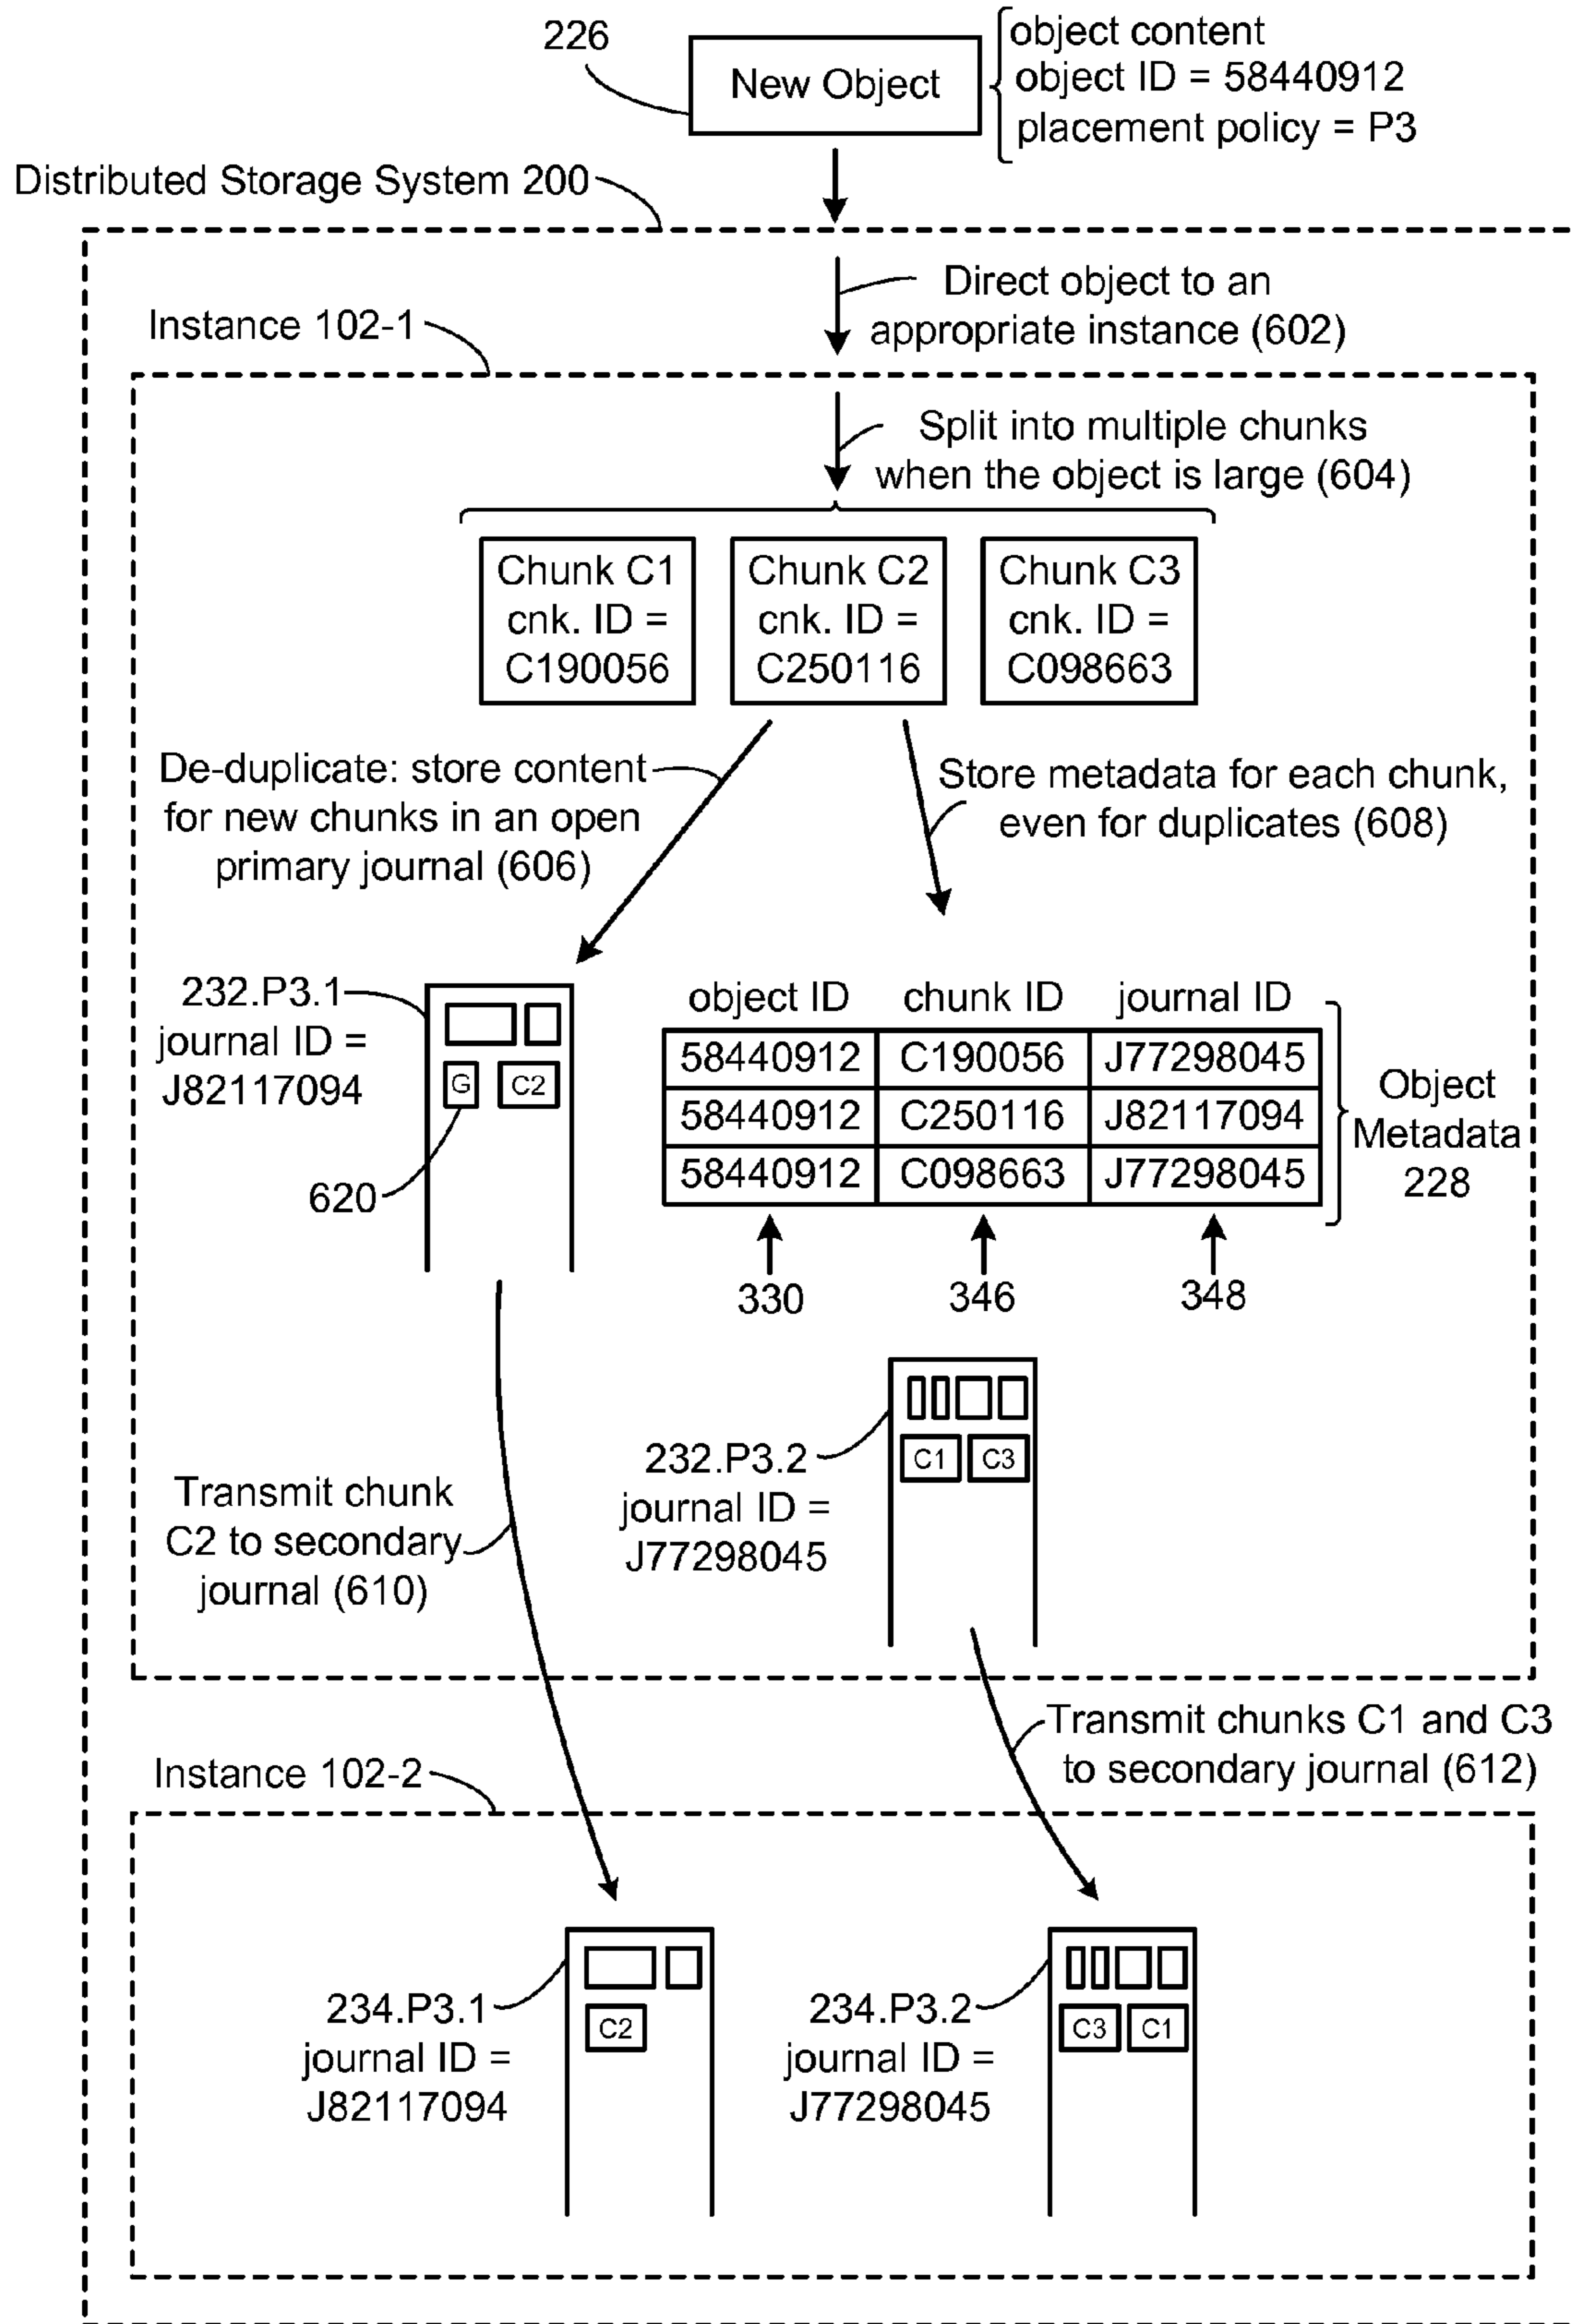 226
New Object
object content
object ID = 58440912
placement policy = P3
Distributed Storage System 200
Direct object to an
appropriate instance (602)
Instance 102-1
Split into multiple chunks
when the object is large (604)
Chunk C1
cnk. ID =
C190056
Chunk C2
cnk. ID =
C250116
Chunk C3
cnk. ID =
C098663
De-duplicate: store content
for new chunks in an open
primary journal (606)
Store metadata for each chunk,
even for duplicates (608)
232.P3.1
journal ID =
J82117094
G
C2
620
object ID chunk ID journal ID
58440912 C190056 J77298045
58440912 C250116 J82117094
58440912 C098663 J77298045
Object
Metadata
228
330 346 348
232.P3.2
journal ID =
J77298045
C1 C3
Transmit chunk
C2 to secondary
journal (610)
Transmit chunks C1 and C3
to secondary journal (612)
Instance 102-2
234.P3.1
journal ID =
J82117094
C2
234.P3.2
journal ID =
J77298045
C3 C1